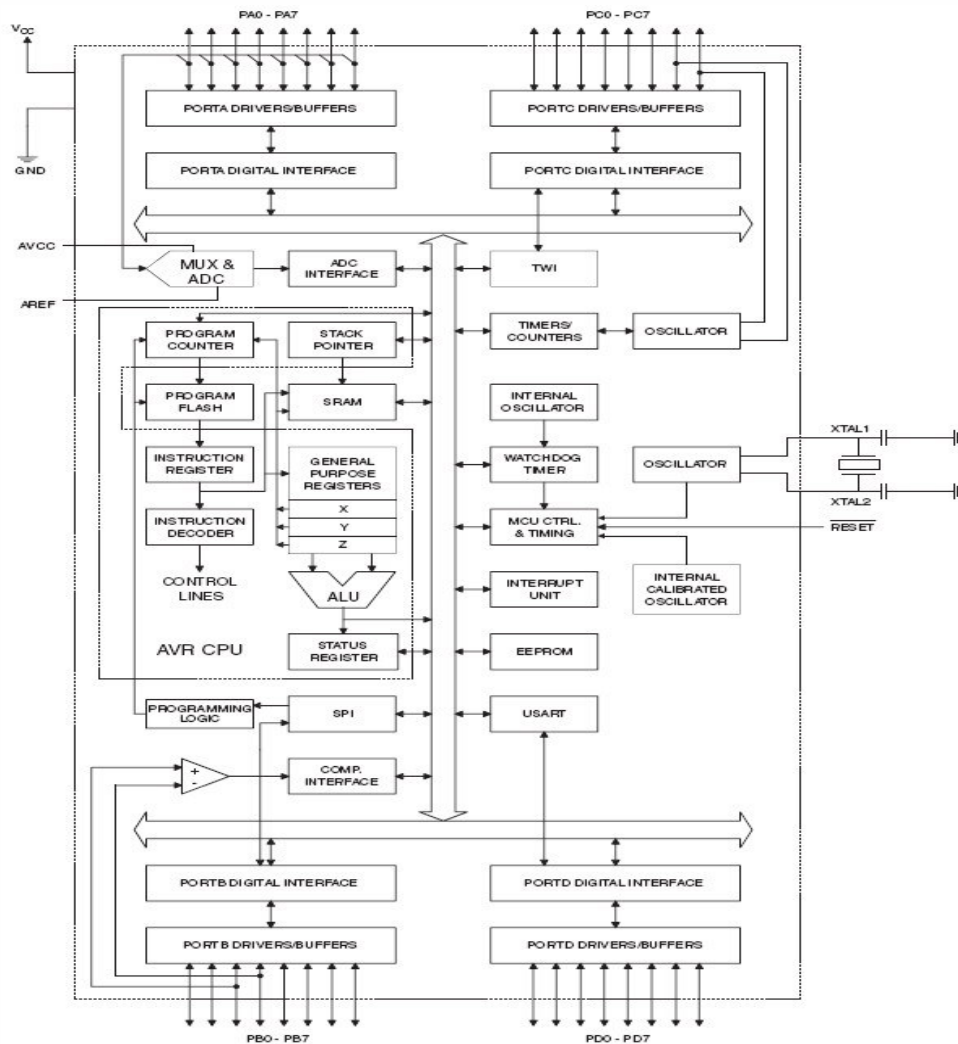 PA0 - PA7
PC0 - PC7
VCC
PORTA DRIVERS/BUFFERS
PORTC DRIVERS/BUFFERS
GND
PORTA DIGITAL INTERFACE
PORTC DIGITAL INTERFACE
AVCC
MUX &
ADC
ADC
INTERFACE
TWI
AREF
PROGRAM
COUNTER
STACK
POINTER
TIMERS/
COUNTERS
OSCILLATOR
PROGRAM
FLASH
SRAM
INTERNAL
OSCILLATOR
XTAL1
INSTRUCTION
REGISTER
GENERAL
PURPOSE
REGISTERS
WATCHDOG
TIMER
OSCILLATOR
XTAL2
X
INSTRUCTION
DECODER
Y
MCU CTRL.
& TIMING
RESET
Z
CONTROL
LINES
ALU
INTERRUPT
UNIT
INTERNAL
CALIBRATED
OSCILLATOR
AVR CPU
STATUS
REGISTER
EEPROM
PROGRAMMING
LOGIC
SPI
USART
+
-
COMP.
INTERFACE
PORTB DIGITAL INTERFACE
PORTD DIGITAL INTERFACE
PORTB DRIVERS/BUFFERS
PORTD DRIVERS/BUFFERS
PB0 - PB7
PD0 - PD7